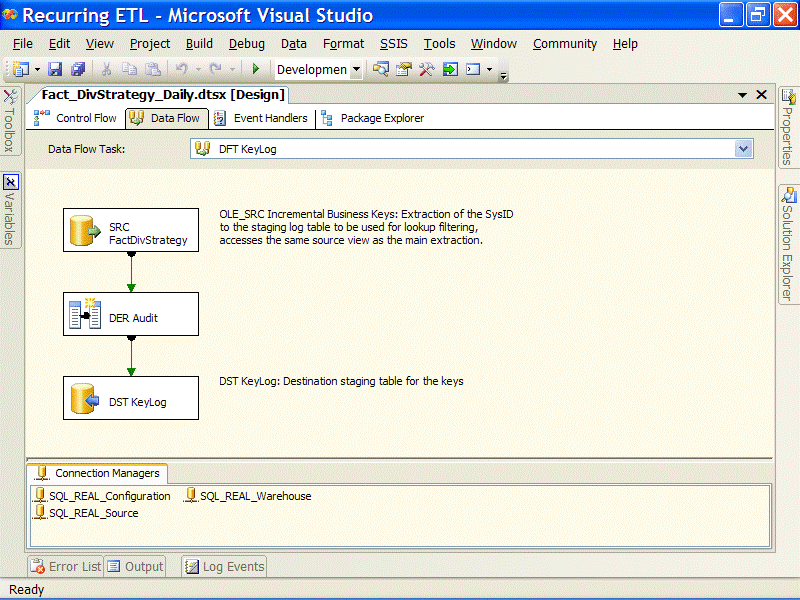 Recurring ETL - Microsoft Visual Studio
File Edit View Project Build Debug Data Format SSIS Tools Window Community Help
Developmen
Fact_DivStrategy_Daily.dtsx [Design]
Control Flow Data Flow Event Handlers Package Explorer
Data Flow Task: DFT KeyLog
Toolbox
Variables
Properties
Solution Explorer
SRC
FactDivStrategy
OLE_SRC Incremental Business Keys: Extraction of the SysID
to the staging log table to be used for lookup filtering,
accesses the same source view as the main extraction.
DER Audit
DST KeyLog
DST KeyLog: Destination staging table for the keys
Connection Managers
SQL_REAL_Configuration SQL_REAL_Warehouse
SQL_REAL_Source
Error List Output Log Events
Ready